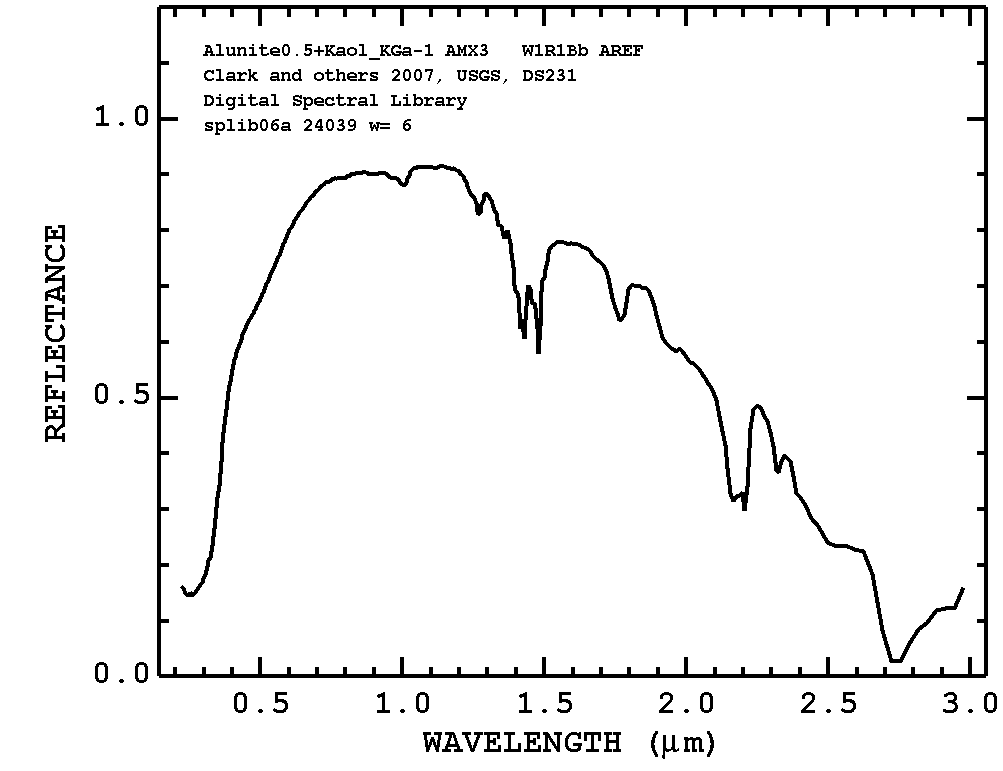 Alunite0.5+Kaol_KGa-1 AMX3   W1R1Bb AREF
Clark and others 2007, USGS, DS231
Digital Spectral Library
splib06a 24039 w= 6
1.0
0.5
0.0
REFLECTANCE
0.5 1.0 1.5 2.0 2.5 3.0
WAVELENGTH (μm)